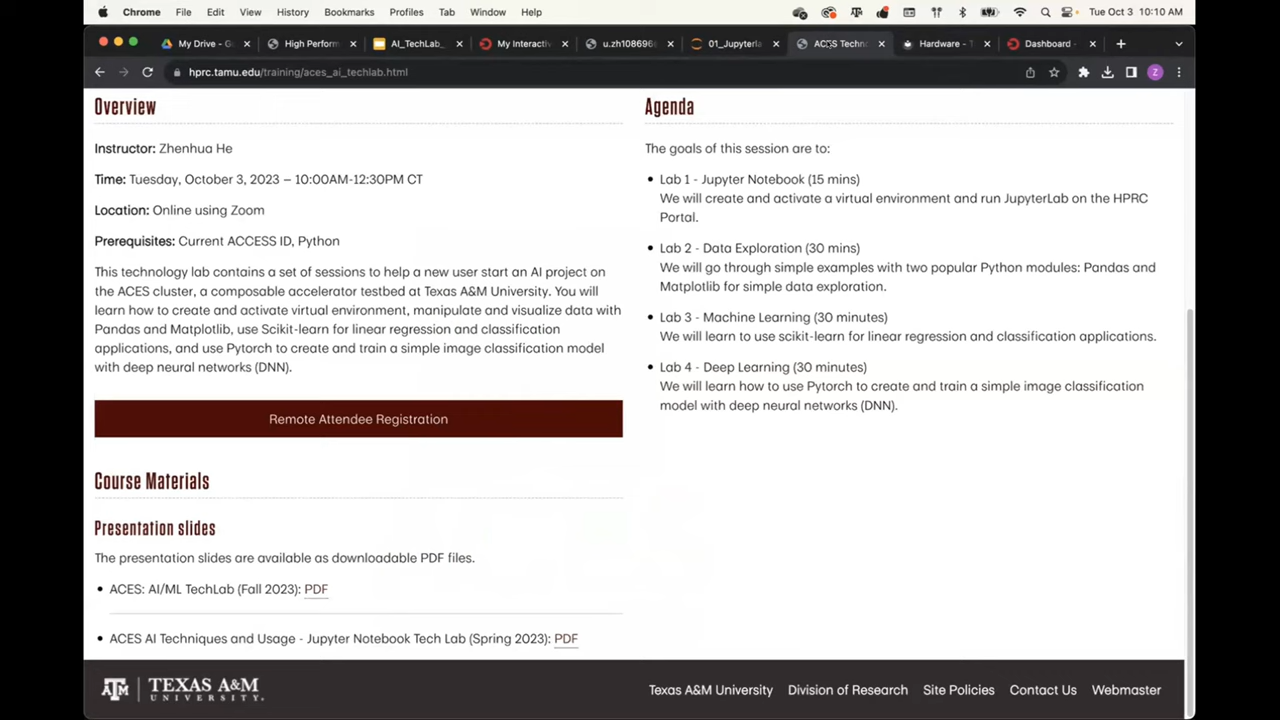 Chrome File Edit View History Bookmarks Profiles Tab Window Help Tue Oct 3 10:10 AM
My Drive - G High Perform AI_TechLab_ My Interactiv u.zh108696 01_Jupyterla ACES Techno Hardware - T Dashboard -
hprc.tamu.edu/training/aces_ai_techlab.html Z
Overview
Instructor: Zhenhua He
Time: Tuesday, October 3, 2023 – 10:00AM-12:30PM CT
Location: Online using Zoom
Prerequisites: Current ACCESS ID, Python
This technology lab contains a set of sessions to help a new user start an AI project on
the ACES cluster, a composable accelerator testbed at Texas A&M University. You will
learn how to create and activate virtual environment, manipulate and visualize data with
Pandas and Matplotlib, use Scikit-learn for linear regression and classification
applications, and use Pytorch to create and train a simple image classification model
with deep neural networks (DNN).
Remote Attendee Registration
Course Materials
Presentation slides
The presentation slides are available as downloadable PDF files.
• ACES: AI/ML TechLab (Fall 2023): PDF
• ACES AI Techniques and Usage - Jupyter Notebook Tech Lab (Spring 2023): PDF
Agenda
The goals of this session are to:
• Lab 1 - Jupyter Notebook (15 mins)
We will create and activate a virtual environment and run JupyterLab on the HPRC
Portal.
• Lab 2 - Data Exploration (30 mins)
We will go through simple examples with two popular Python modules: Pandas and
Matplotlib for simple data exploration.
• Lab 3 - Machine Learning (30 minutes)
We will learn to use scikit-learn for linear regression and classification applications.
• Lab 4 - Deep Learning (30 minutes)
We will learn how to use Pytorch to create and train a simple image classification
model with deep neural networks (DNN).
ATM TEXAS A&M
UNIVERSITY
Texas A&M University Division of Research Site Policies Contact Us Webmaster